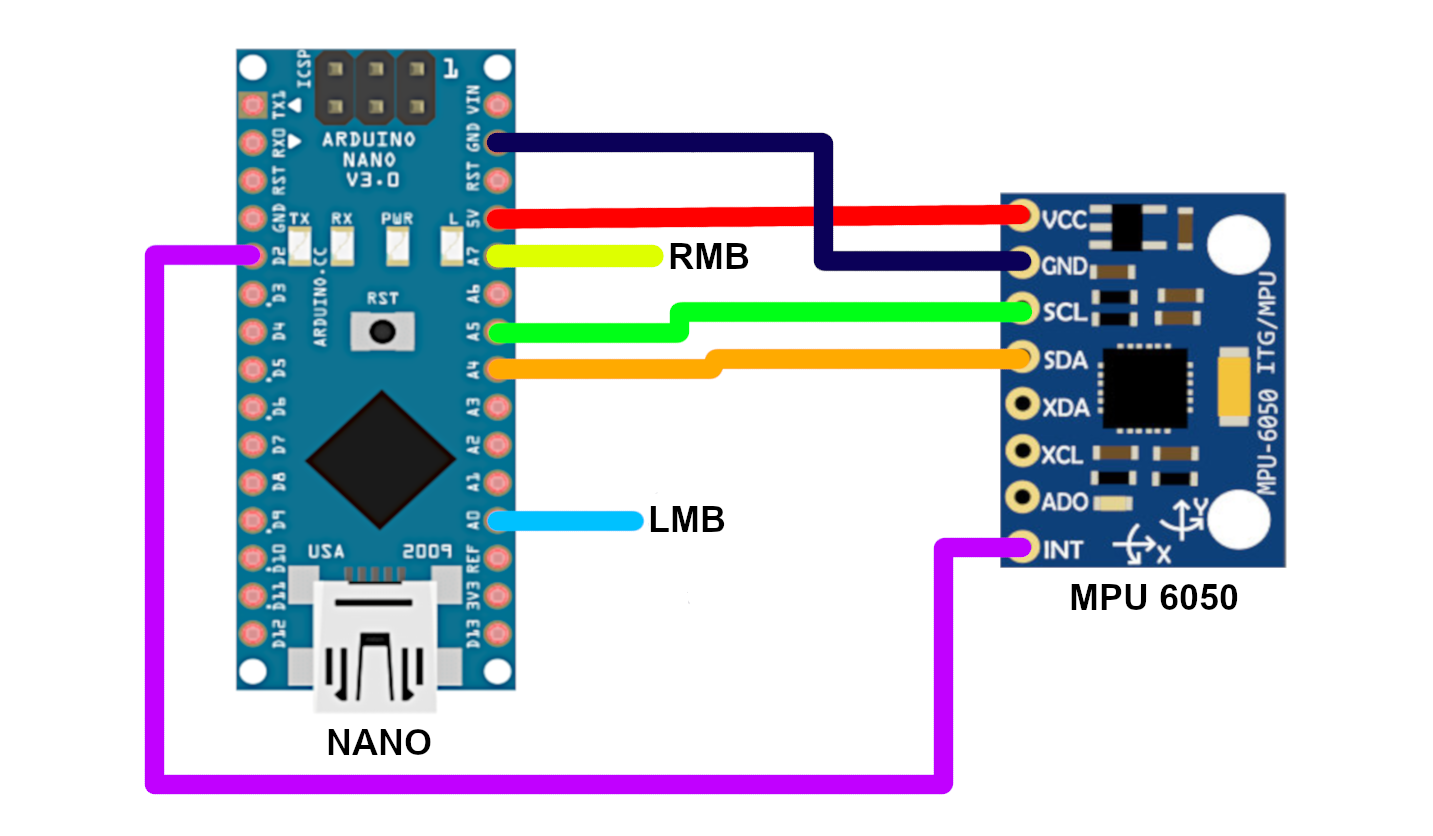 ICSP
1
TX1
RX0
RST
GND
D2
D3
D4
D5
D6
D7
D8
D9
D10
D11
D12
VIN
GND
RST
5V
A7
A6
A5
A4
A3
A2
A1
A0
REF
3V3
D13
ARDUINO
NANO
V3.0
TX RX PWR L
ARDUINO.CC
RST
USA 2009
NANO
RMB
LMB
VCC
GND
SCL
SDA
XDA
XCL
ADO
INT
MPU-6050 ITG/MPU
Y
X
MPU 6050